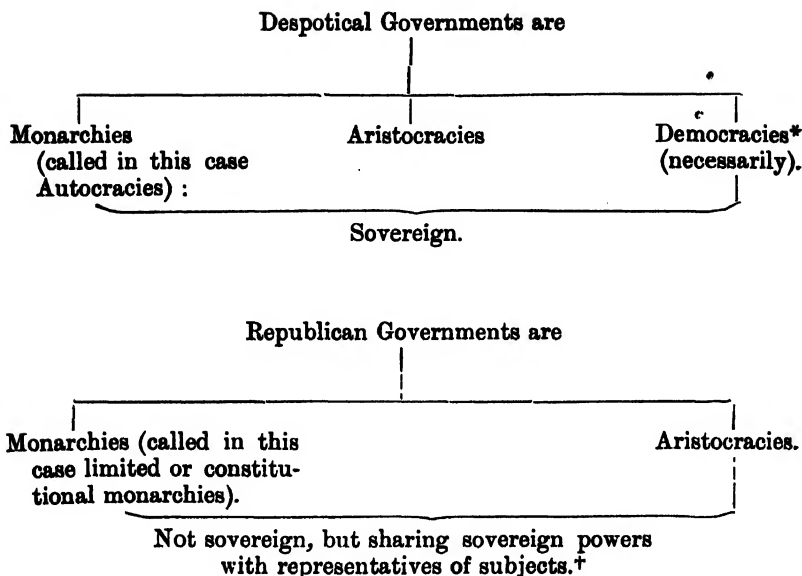 Despotical Governments are
Monarchies Aristocracies Democracies*
(called in this case (necessarily).
Autocracies) :
Sovereign.
Republican Governments are
Monarchies (called in this Aristocracies.
case limited or constitu-
tional monarchies).
Not sovereign, but sharing sovereign powers
with representatives of subjects.†